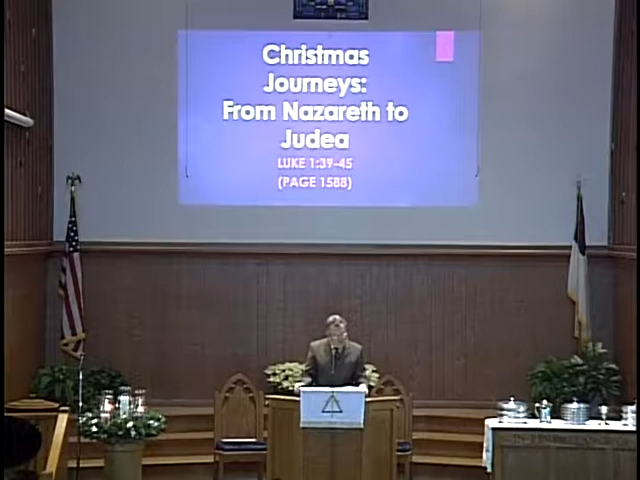 Christmas
Journeys:
From Nazareth to
Judea
LUKE 1:39-45
(PAGE 1588)